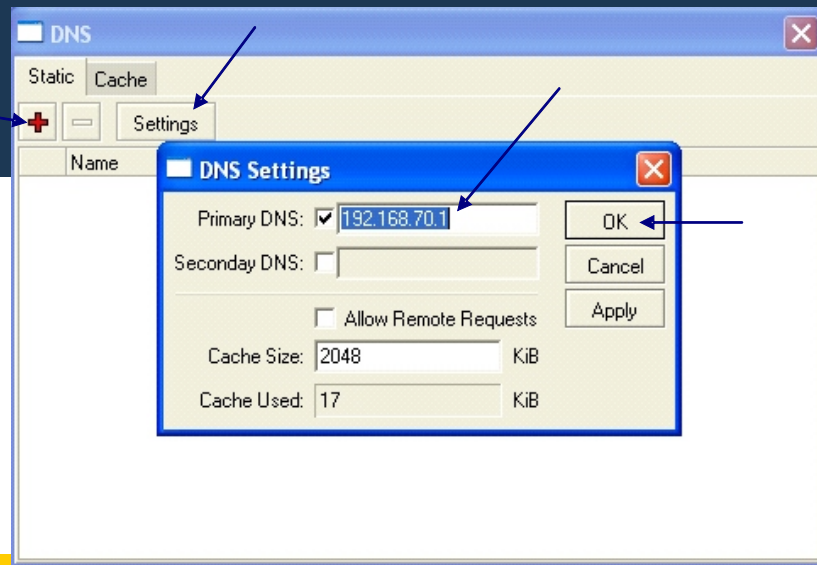 DNS
Static Cache
Settings
Name
DNS Settings
Primary DNS: 192.168.70.1 OK
Seconday DNS: Cancel
Allow Remote Requests Apply
Cache Size: 2048 KiB
Cache Used: 17 KiB